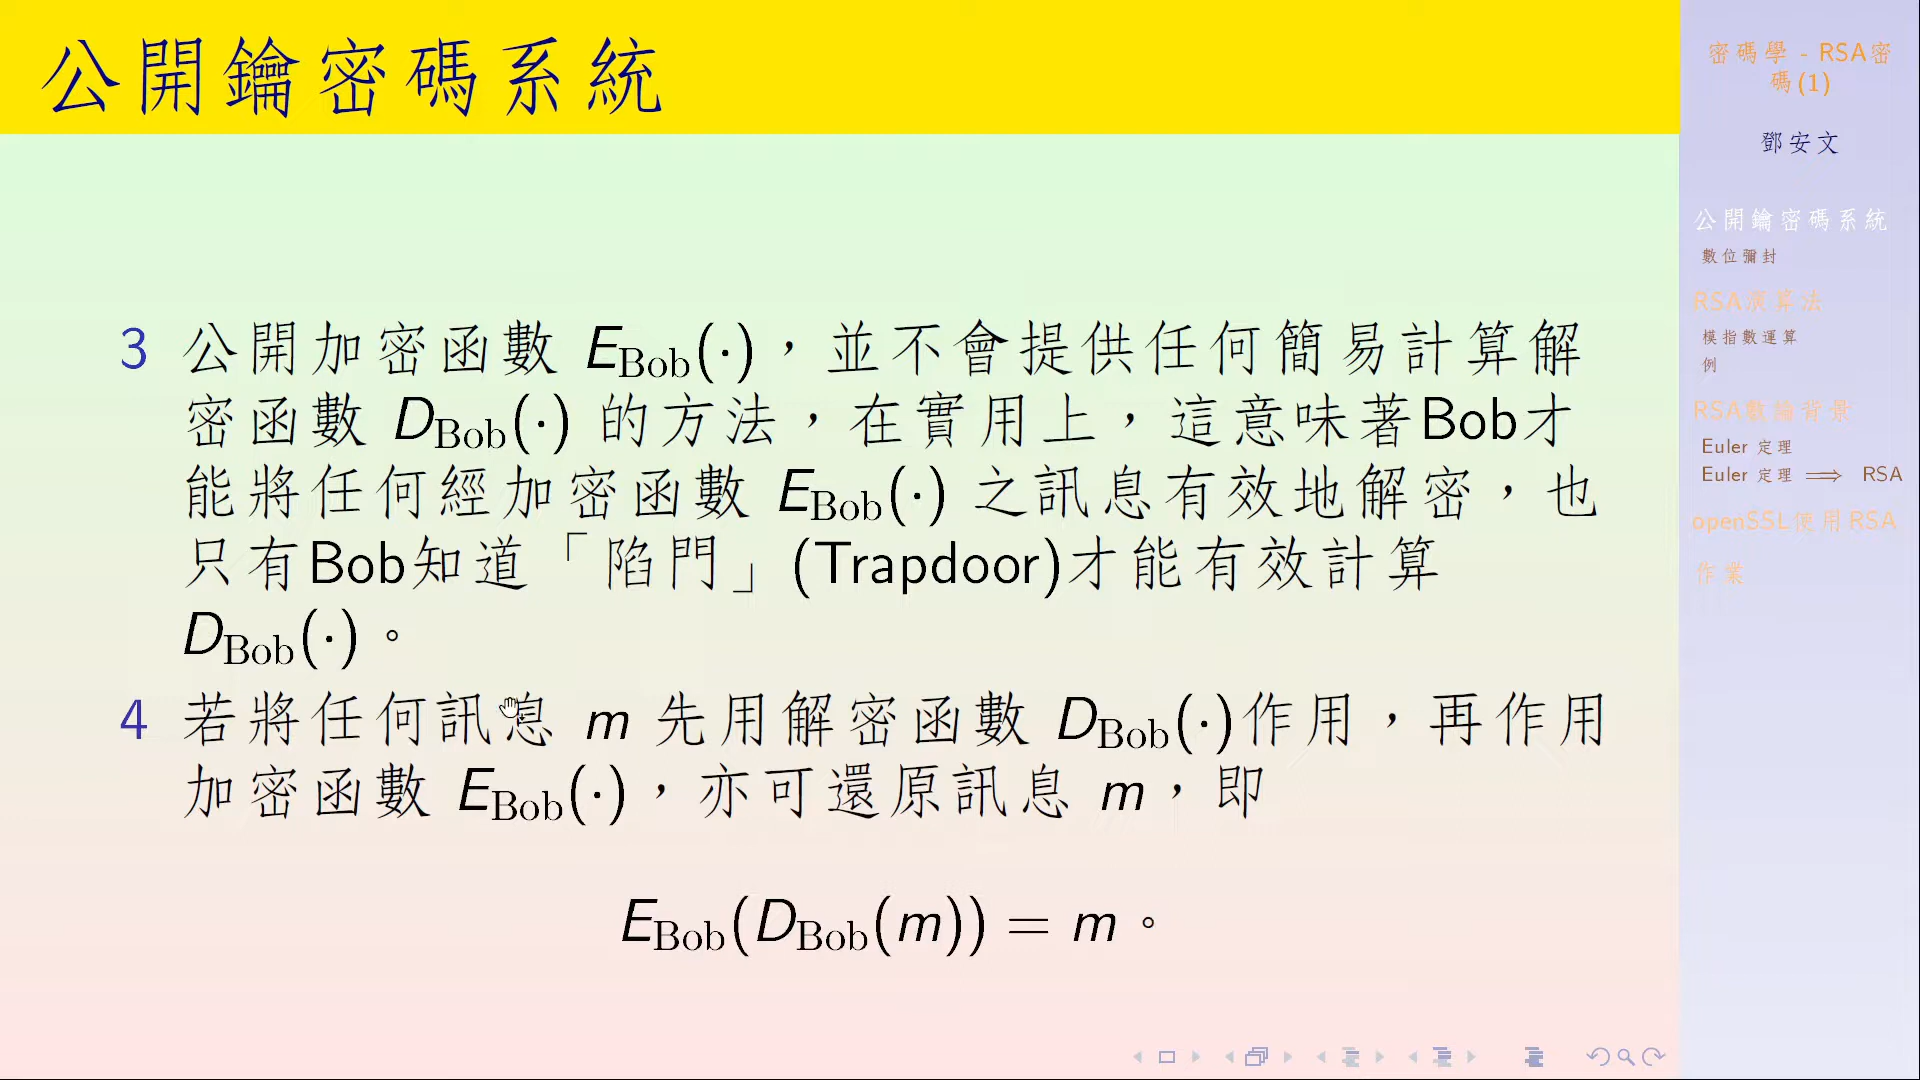 公開鑰密碼系統
3 公開加密函數 E_Bob(·)，並不會提供任何簡易計算解
密函數 D_Bob(·) 的方法，在實用上，這意味著Bob才
能將任何經加密函數 E_Bob(·) 之訊息有效地解密，也
只有Bob知道「陷門」(Trapdoor)才能有效計算
D_Bob(·)。
4 若將任何訊息 m 先用解密函數 D_Bob(·)作用，再作用
加密函數 E_Bob(·)，亦可還原訊息 m，即
E_Bob(D_Bob(m)) = m。
密碼學 - RSA密
碼(1)
鄧安文
公開鑰密碼系統
數位彌封
RSA演算法
模指數運算
例
RSA數論背景
Euler 定理
Euler 定理 ⟹ RSA
openSSL使用RSA
作業